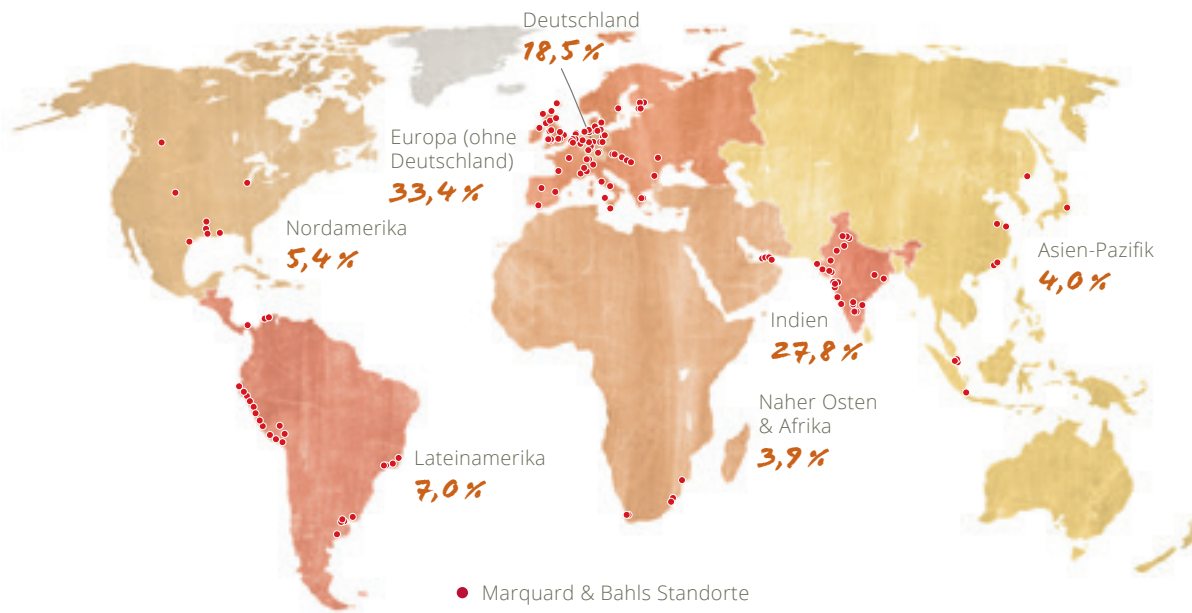 Deutschland
18,5 %
Europa (ohne
Deutschland)
33,4 %
Nordamerika
5,4 %
Asien-Pazifik
4,0 %
Indien
27,8 %
Naher Osten
& Afrika
3,9 %
Lateinamerika
7,0 %
Marquard & Bahls Standorte